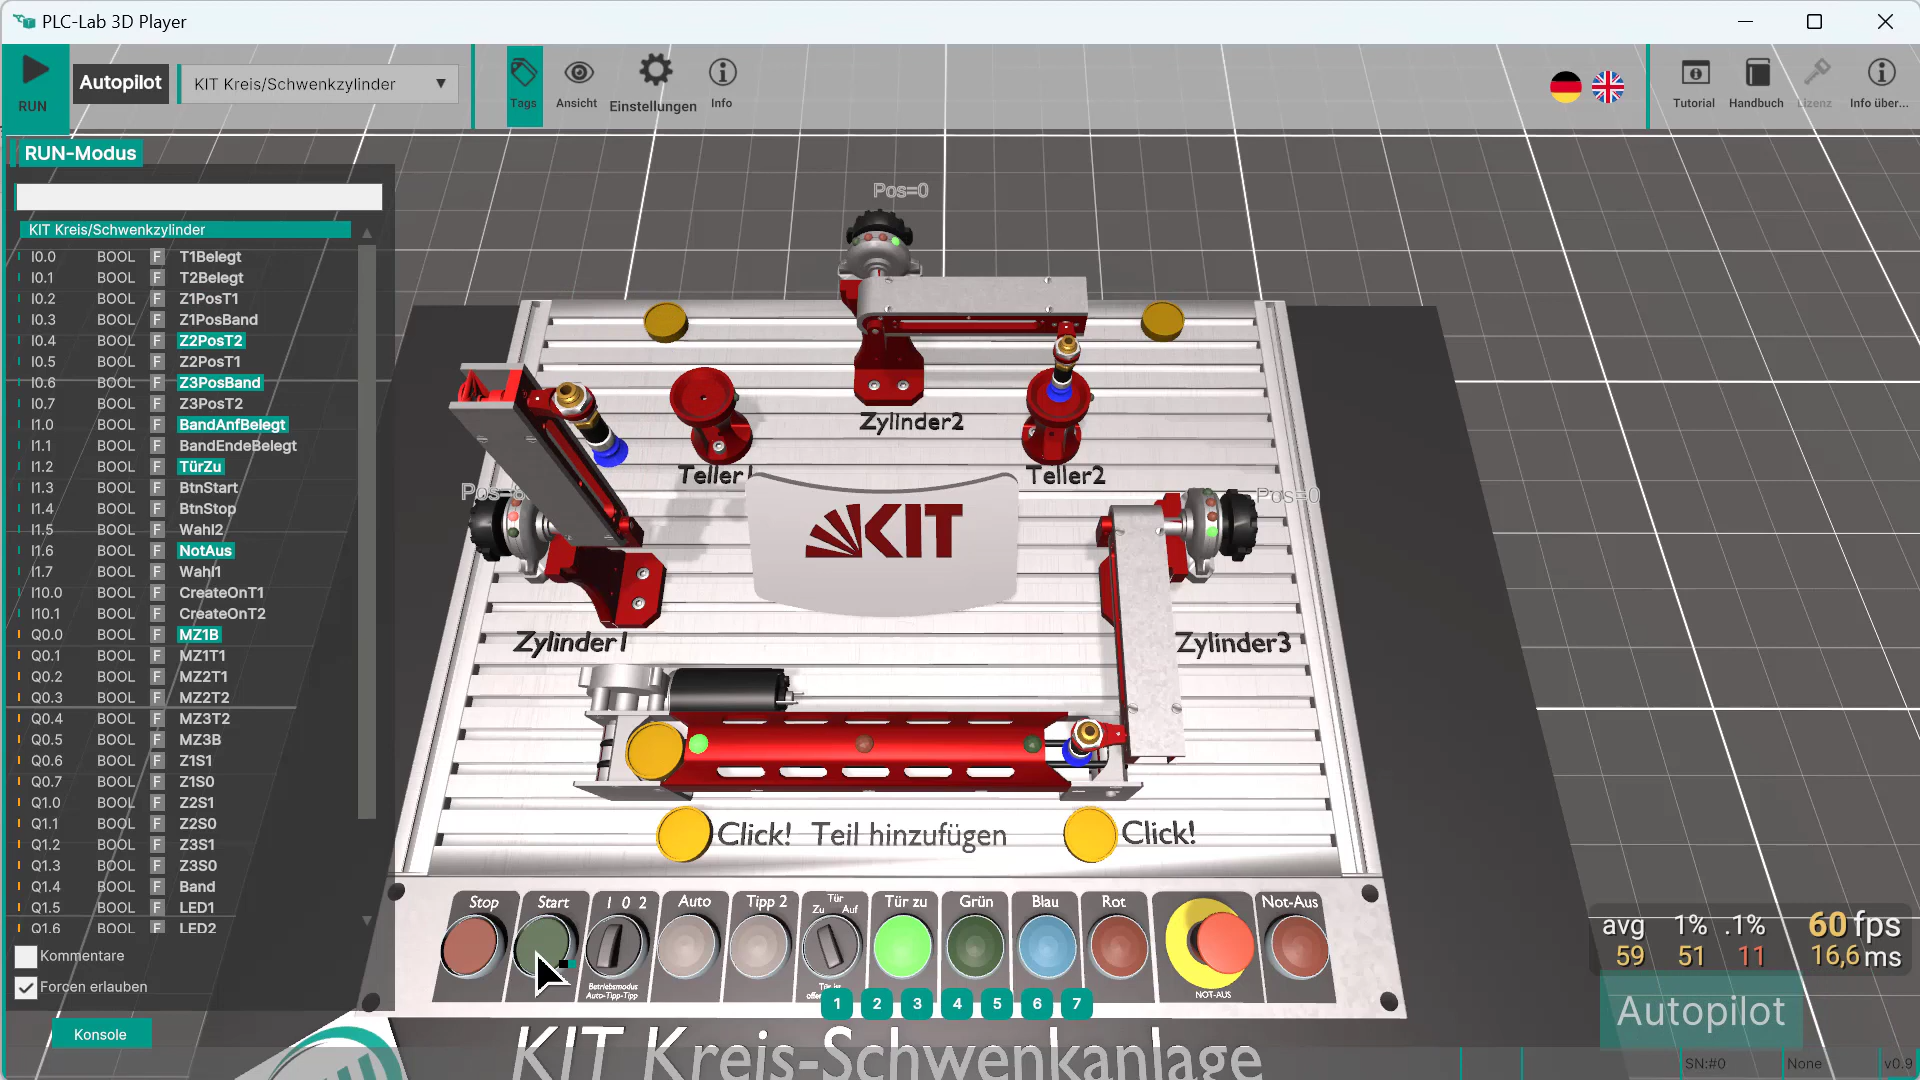 PLC-Lab 3D Player
RUN
Autopilot
KIT Kreis/Schwenkzylinder
Tags
Ansicht
Einstellungen
Info
Tutorial
Handbuch
Lizenz
Info über...
RUN-Modus
KIT Kreis/Schwenkzylinder
I0.0 BOOL F T1Belegt
I0.1 BOOL F T2Belegt
I0.2 BOOL F Z1PosT1
I0.3 BOOL F Z1PosBand
I0.4 BOOL F Z2PosT2
I0.5 BOOL F Z2PosT1
I0.6 BOOL F Z3PosBand
I0.7 BOOL F Z3PosT2
I1.0 BOOL F BandAnfBelegt
I1.1 BOOL F BandEndeBelegt
I1.2 BOOL F TürZu
I1.3 BOOL F BtnStart
I1.4 BOOL F BtnStop
I1.5 BOOL F Wahl2
I1.6 BOOL F NotAus
I1.7 BOOL F Wahl1
I10.0 BOOL F CreateOnT1
I10.1 BOOL F CreateOnT2
Q0.0 BOOL F MZ1B
Q0.1 BOOL F MZ1T1
Q0.2 BOOL F MZ2T1
Q0.3 BOOL F MZ2T2
Q0.4 BOOL F MZ3T2
Q0.5 BOOL F MZ3B
Q0.6 BOOL F Z1S1
Q0.7 BOOL F Z1S0
Q1.0 BOOL F Z2S1
Q1.1 BOOL F Z2S0
Q1.2 BOOL F Z3S1
Q1.3 BOOL F Z3S0
Q1.4 BOOL F Band
Q1.5 BOOL F LED1
Q1.6 BOOL F LED2
Kommentare
Forcen erlauben
Konsole
Pos=0
Zylinder2
Teller1
Teller2
Pos=8
Pos=0
KIT
Zylinder1
Zylinder3
Click! Teil hinzufügen
Click!
Stop
Start
1 0 2
Betriebsmodus
Auto-Tipp-Tipp
Auto
Tipp 2
Tür
Zu Auf
Tür zu
Grün
Blau
Rot
NOT-AUS
Not-Aus
1 2 3 4 5 6 7
KIT Kreis-Schwenkanlage
avg 1% .1% 60 fps
59 51 11 16,6 ms
Autopilot
SN:#0
None
v0.9